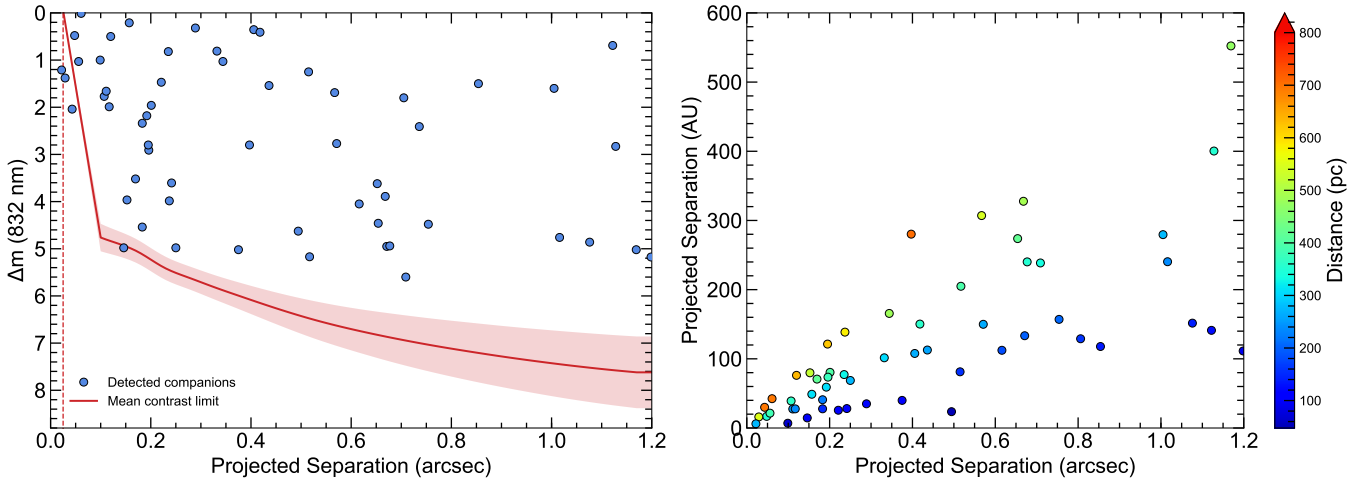 0
1
2
3
4
5
6
7
8
Δm (832 nm)
Detected companions
Mean contrast limit
0.0 0.2 0.4 0.6 0.8 1.0 1.2
Projected Separation (arcsec)
600
500
400
300
200
100
0
Projected Separation (AU)
0.0 0.2 0.4 0.6 0.8 1.0 1.2
Projected Separation (arcsec)
800
700
600
500
400
300
200
100
Distance (pc)